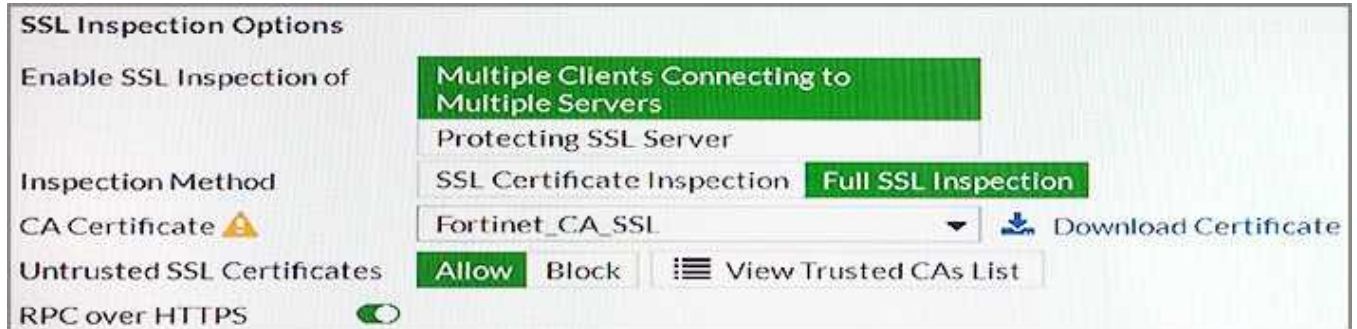 SSL Inspection Options
Enable SSL Inspection of
Multiple Clients Connecting to
Multiple Servers
Protecting SSL Server
Inspection Method
SSL Certificate Inspection
Full SSL Inspection
CA Certificate
Fortinet_CA_SSL
Download Certificate
Untrusted SSL Certificates
Allow
Block
View Trusted CAs List
RPC over HTTPS